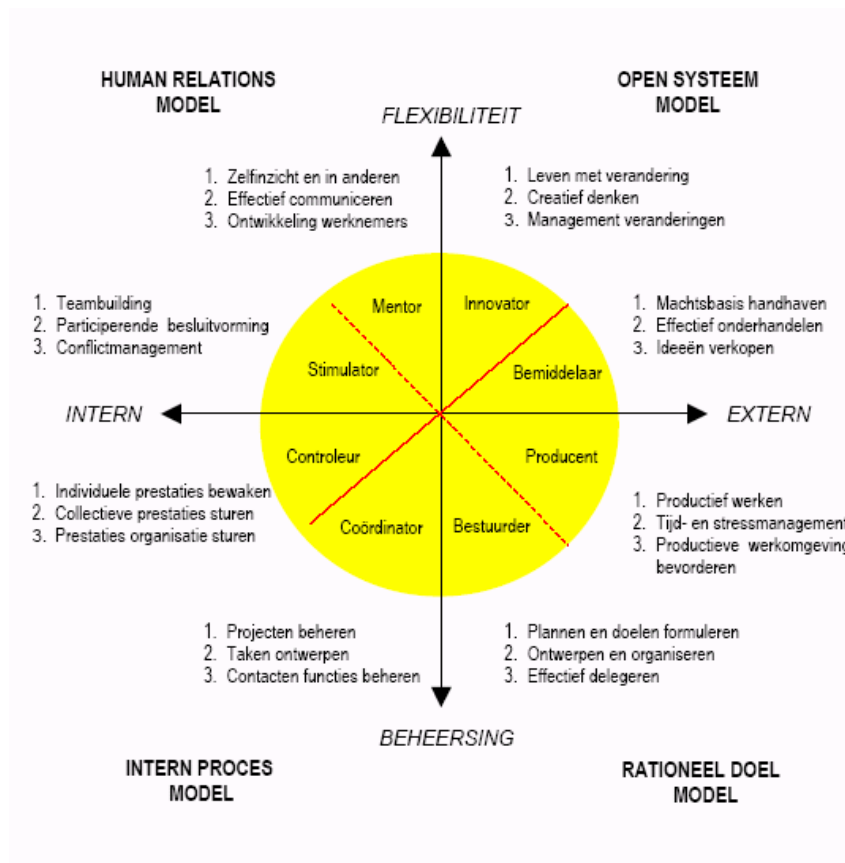 HUMAN RELATIONS
MODEL
OPEN SYSTEEM
MODEL
FLEXIBILITEIT
1. Zelfinzicht en in anderen
2. Effectief communiceren
3. Ontwikkeling werknemers
1. Leven met verandering
2. Creatief denken
3. Management veranderingen
1. Teambuilding
2. Participerende besluitvorming
3. Conflictmanagement
Mentor
Innovator
Stimulator
Bemiddelaar
1. Machtsbasis handhaven
2. Effectief onderhandelen
3. Ideeën verkopen
INTERN
EXTERN
Controleur
Producent
Coördinator
Bestuurder
1. Individuele prestaties bewaken
2. Collectieve prestaties sturen
3. Prestaties organisatie sturen
1. Productief werken
2. Tijd- en stressmanagement
3. Productieve werkomgeving
bevorderen
1. Projecten beheren
2. Taken ontwerpen
3. Contacten functies beheren
1. Plannen en doelen formuleren
2. Ontwerpen en organiseren
3. Effectief delegeren
BEHEERSING
INTERN PROCES
MODEL
RATIONEEL DOEL
MODEL